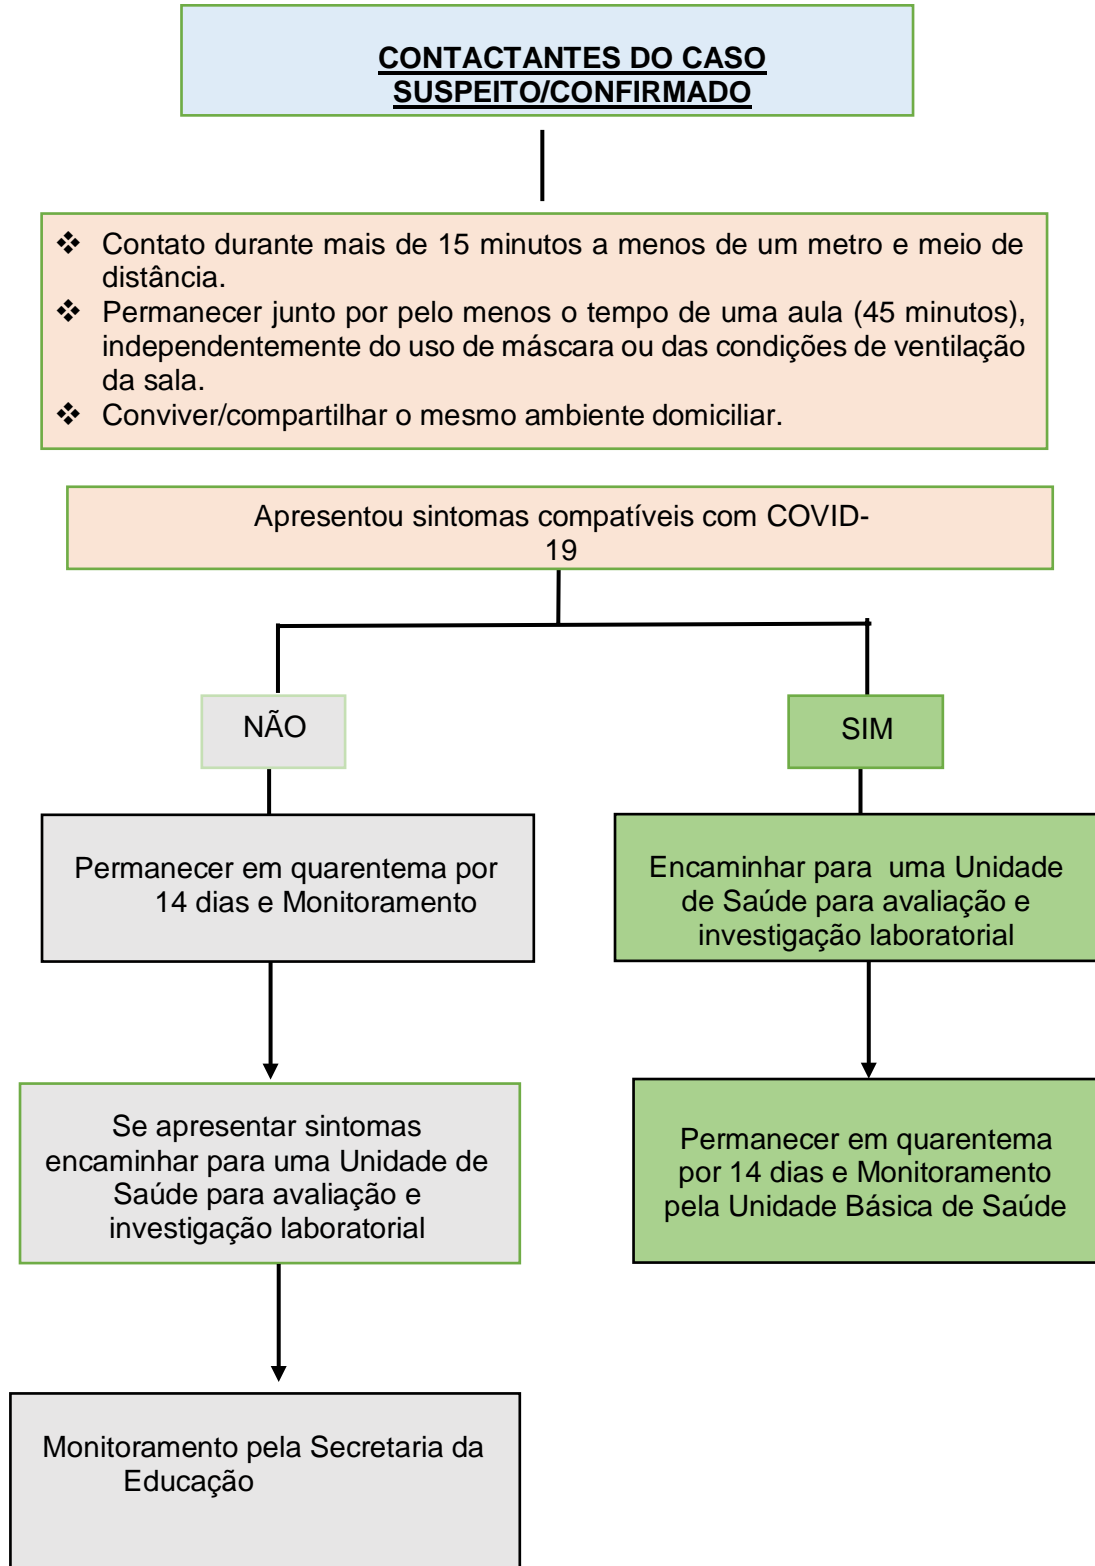 CONTACTANTES DO CASO
SUSPEITO/CONFIRMADO
❖ Contato durante mais de 15 minutos a menos de um metro e meio de
distância.
❖ Permanecer junto por pelo menos o tempo de uma aula (45 minutos),
independentemente do uso de máscara ou das condições de ventilação
da sala.
❖ Conviver/compartilhar o mesmo ambiente domiciliar.
Apresentou sintomas compatíveis com COVID-
19
NÃO
SIM
Permanecer em quarentema por
14 dias e Monitoramento
Encaminhar para uma Unidade
de Saúde para avaliação e
investigação laboratorial
Se apresentar sintomas
encaminhar para uma Unidade de
Saúde para avaliação e
investigação laboratorial
Permanecer em quarentema
por 14 dias e Monitoramento
pela Unidade Básica de Saúde
Monitoramento pela Secretaria da
Educação